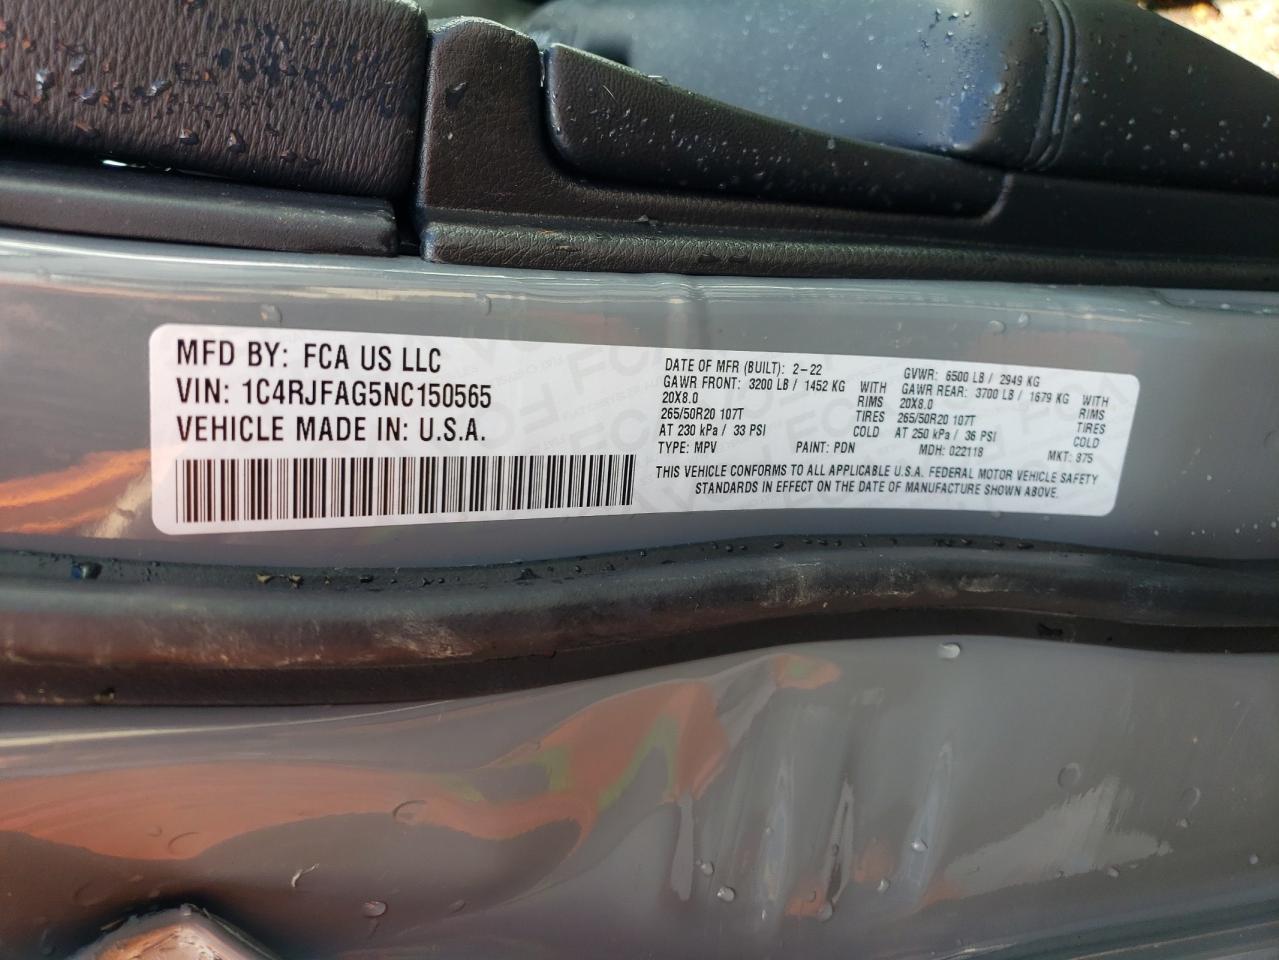 MFD BY: FCA US LLC
VIN: 1C4RJFAG5NC150565
VEHICLE MADE IN: U.S.A.
DATE OF MFR (BUILT): 2-22
GVWR: 6500 LB / 2949 KG
GAWR FRONT: 3200 LB / 1452 KG WITH
GAWR REAR: 3700 LB / 1679 KG WITH
20X8.0 RIMS
20X8.0 RIMS
265/50R20 107T TIRES
265/50R20 107T TIRES
AT 230 kPa / 33 PSI COLD
AT 250 kPa / 36 PSI COLD
TYPE: MPV PAINT: PDN MDH: 022118 MKT: 875
THIS VEHICLE CONFORMS TO ALL APPLICABLE U.S.A. FEDERAL MOTOR VEHICLE SAFETY
STANDARDS IN EFFECT ON THE DATE OF MANUFACTURE SHOWN ABOVE.